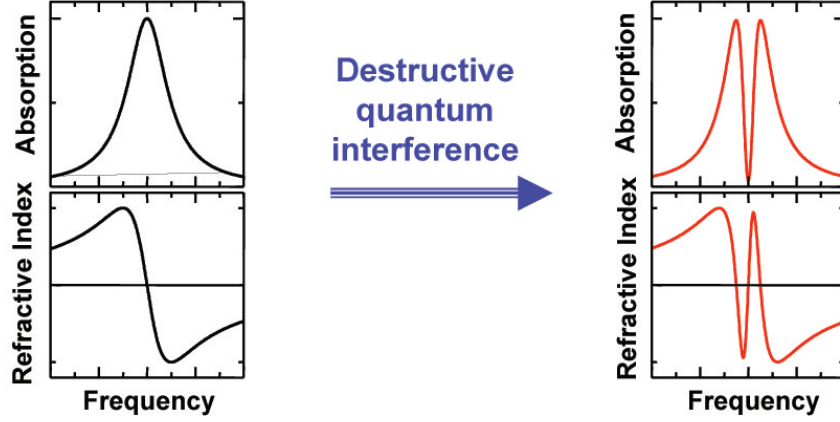 Absorption
Refractive Index
Frequency
Destructive
quantum
interference
Absorption
Refractive Index
Frequency